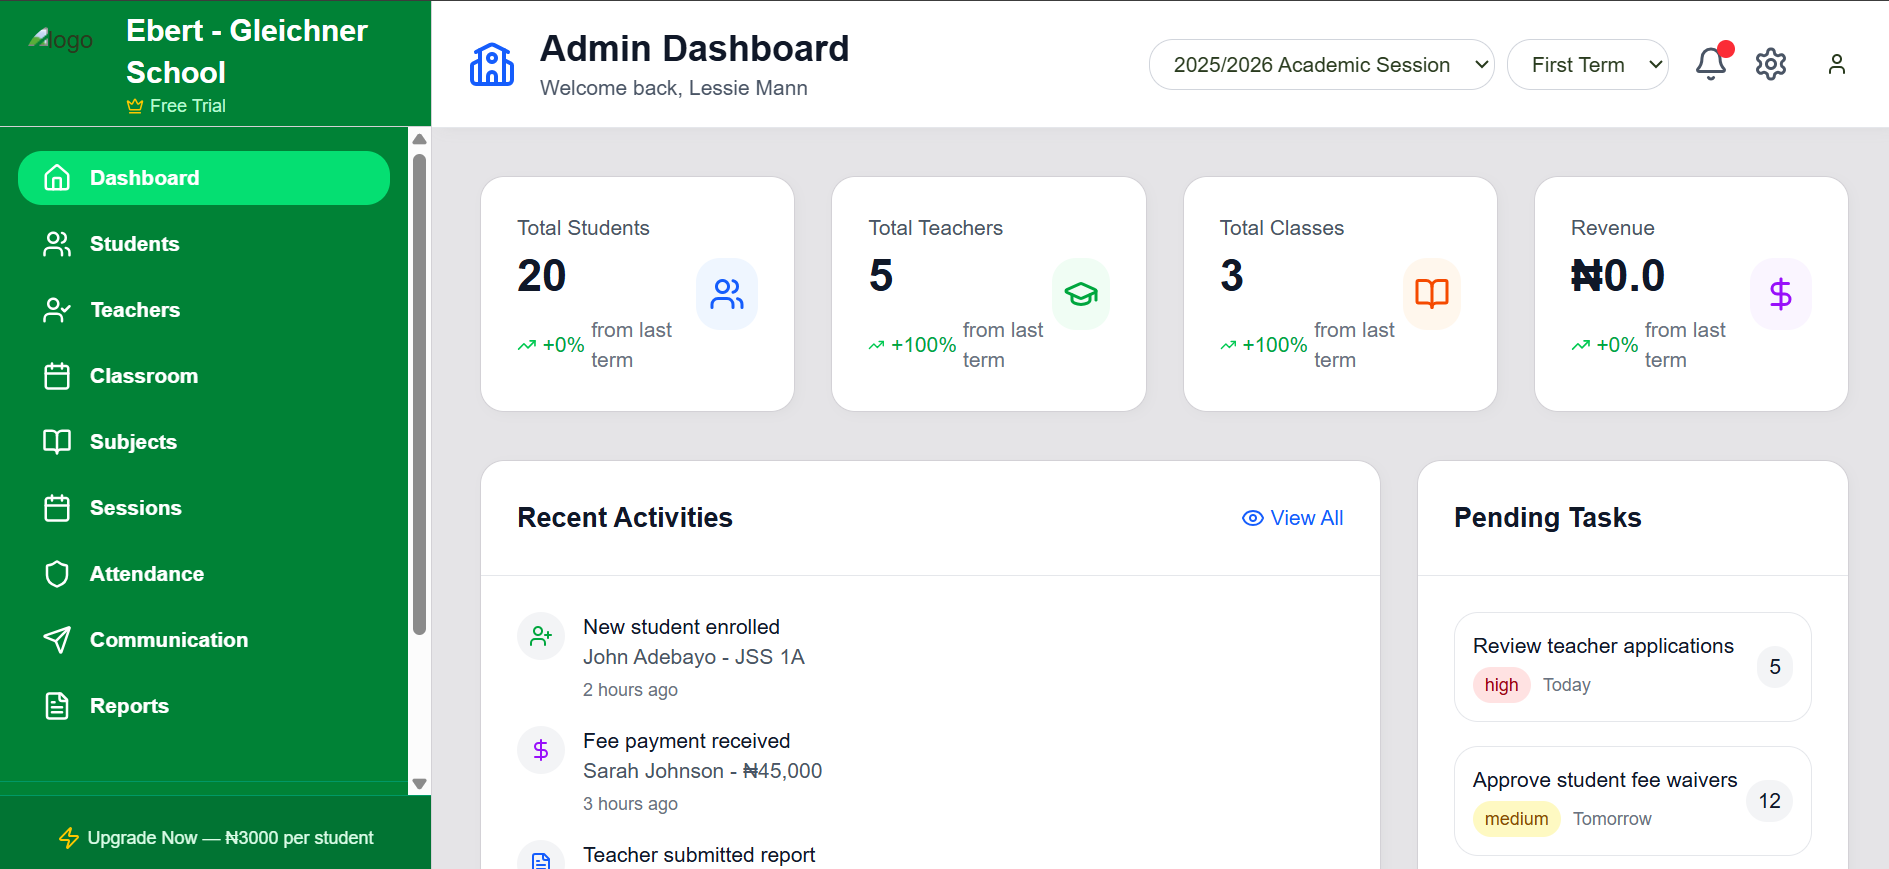 logo
Ebert - Gleichner
School
Free Trial
Admin Dashboard
Welcome back, Lessie Mann
2025/2026 Academic Session
First Term
Dashboard
Students
Teachers
Classroom
Subjects
Sessions
Attendance
Communication
Reports
Upgrade Now — ₦3000 per student
Total Students
20
+0% from last
term
Total Teachers
5
+100% from last
term
Total Classes
3
+100% from last
term
Revenue
₦0.0
+0% from last
term
Recent Activities
View All
New student enrolled
John Adebayo - JSS 1A
2 hours ago
Fee payment received
Sarah Johnson - ₦45,000
3 hours ago
Teacher submitted report
Pending Tasks
Review teacher applications
high Today
5
Approve student fee waivers
medium Tomorrow
12